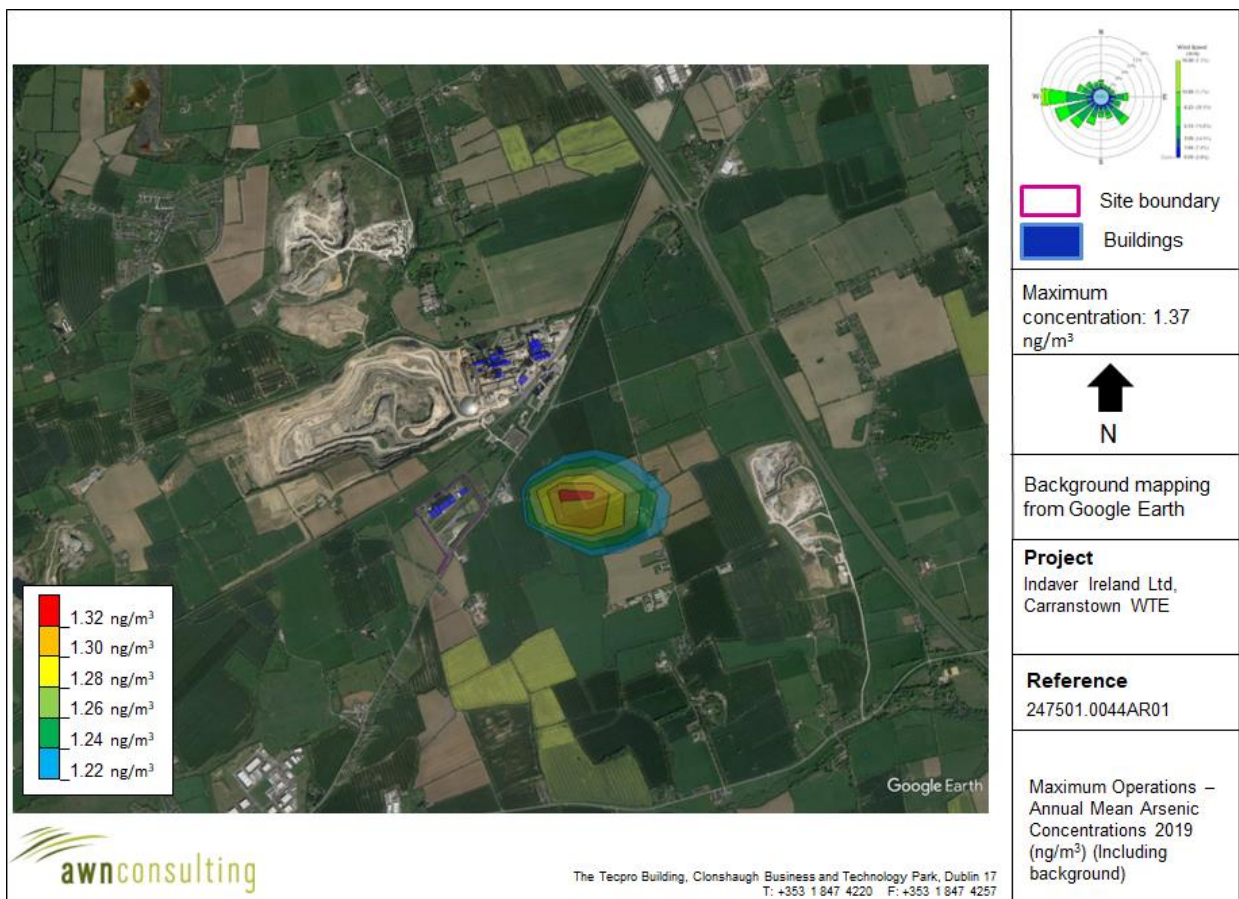 Google Earth
1.32 ng/m³
1.30 ng/m³
1.28 ng/m³
1.26 ng/m³
1.24 ng/m³
1.22 ng/m³
awnconsulting
The Tecpro Building, Clonshaugh Business and Technology Park, Dublin 17
T: +353 1 847 4220 F: +353 1 847 4257
N
W
E
S
Wind Speed
Site boundary
Buildings
Maximum
concentration: 1.37
ng/m³
N
Background mapping
from Google Earth
Project
Indaver Ireland Ltd,
Carranstown WTE
Reference
247501.0044AR01
Maximum Operations –
Annual Mean Arsenic
Concentrations 2019
(ng/m³) (Including
background)